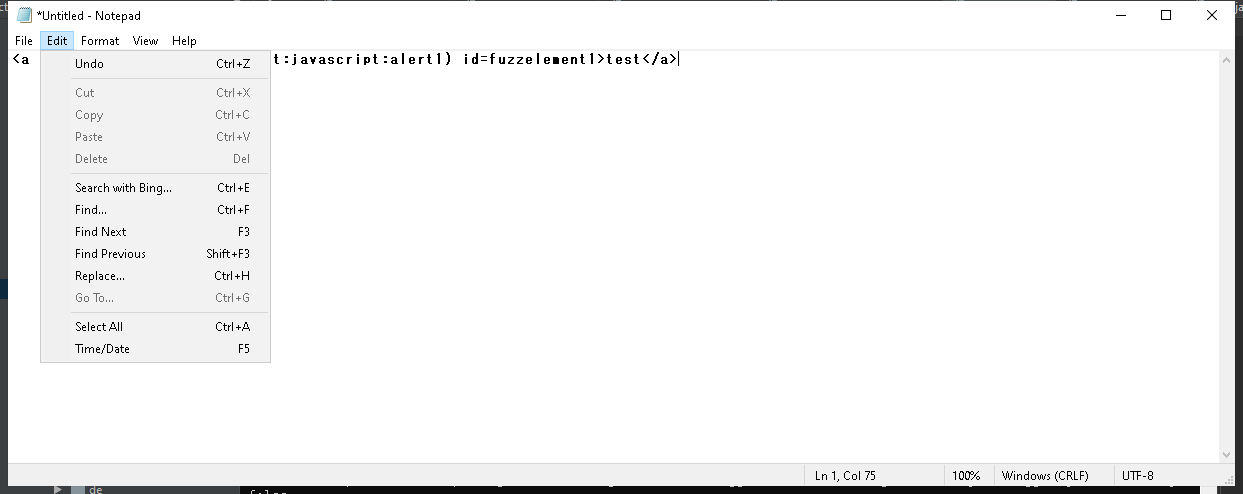 *Untitled - Notepad
File Edit Format View Help
<a t:javascript:alert1) id=fuzzelement1>test</a>
Undo Ctrl+Z
Cut Ctrl+X
Copy Ctrl+C
Paste Ctrl+V
Delete Del
Search with Bing... Ctrl+E
Find... Ctrl+F
Find Next F3
Find Previous Shift+F3
Replace... Ctrl+H
Go To... Ctrl+G
Select All Ctrl+A
Time/Date F5
Ln 1, Col 75 100% Windows (CRLF) UTF-8
de